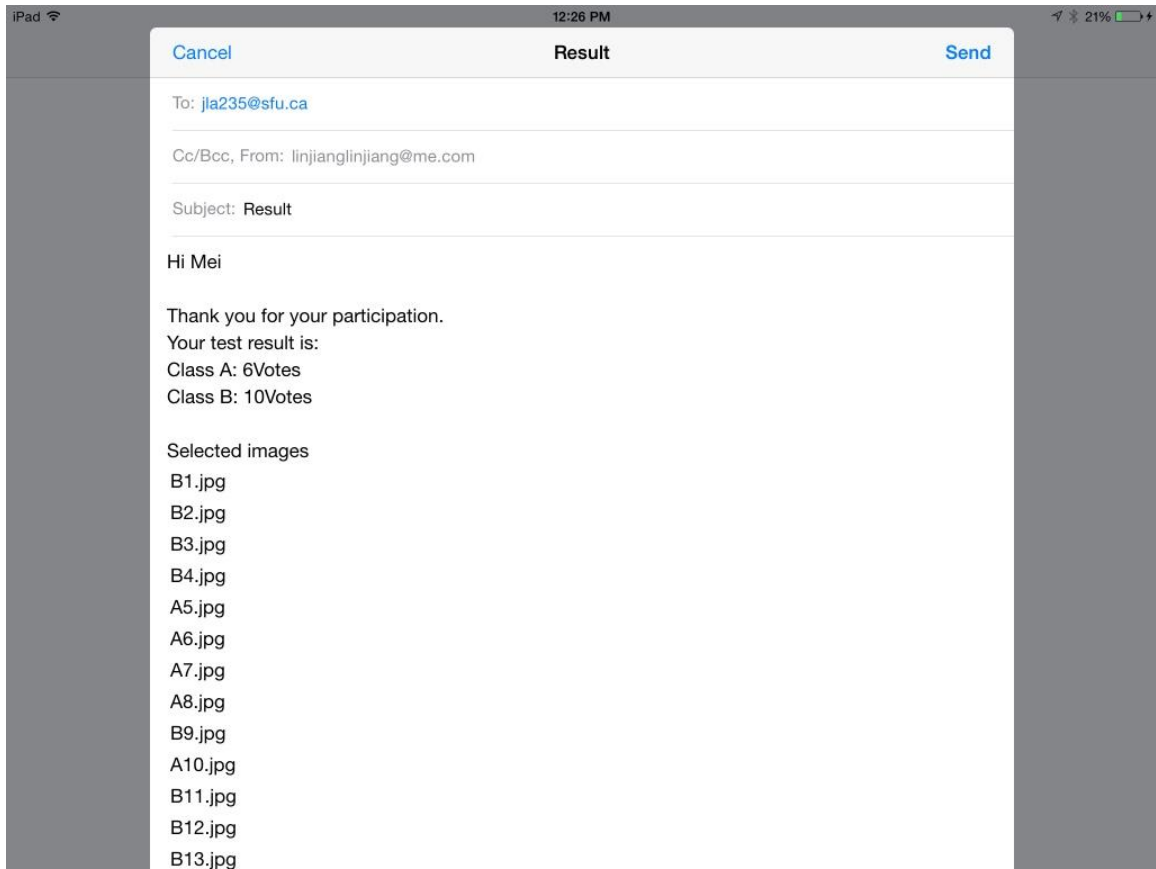 iPad 12:26 PM 21%
Cancel Result Send
To: jla235@sfu.ca
Cc/Bcc, From: linjianglinjiang@me.com
Subject: Result
Hi Mei
Thank you for your participation.
Your test result is:
Class A: 6Votes
Class B: 10Votes
Selected images
B1.jpg
B2.jpg
B3.jpg
B4.jpg
A5.jpg
A6.jpg
A7.jpg
A8.jpg
B9.jpg
A10.jpg
B11.jpg
B12.jpg
B13.jpg